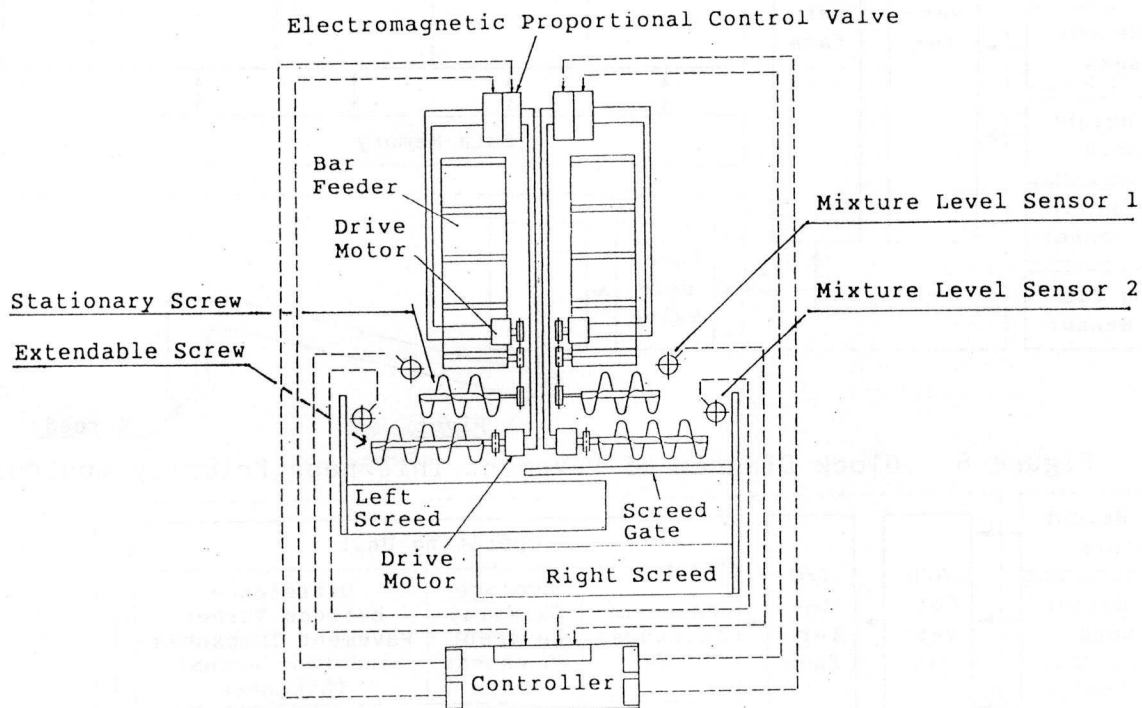 Electromagnetic Proportional Control Valve
Bar
Feeder
Drive
Motor
Mixture Level Sensor 1
Mixture Level Sensor 2
Stationary Screw
Extendable Screw
Left
Screed
Screed
Gate
Drive
Motor
Right Screed
Controller